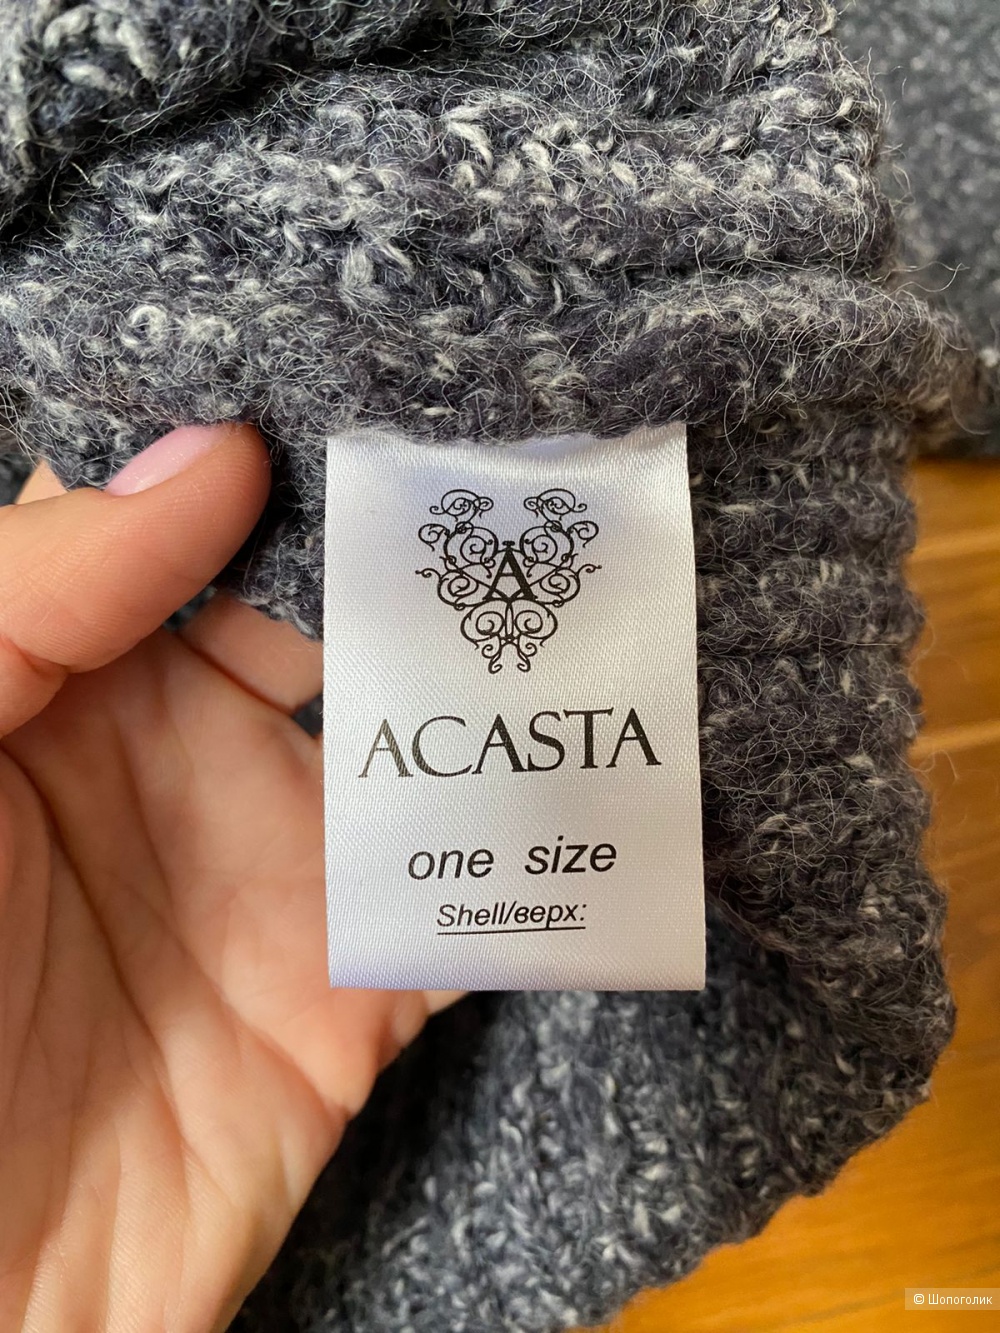 A
ACASTA
one size
Shell/верх:
© Шопоголик